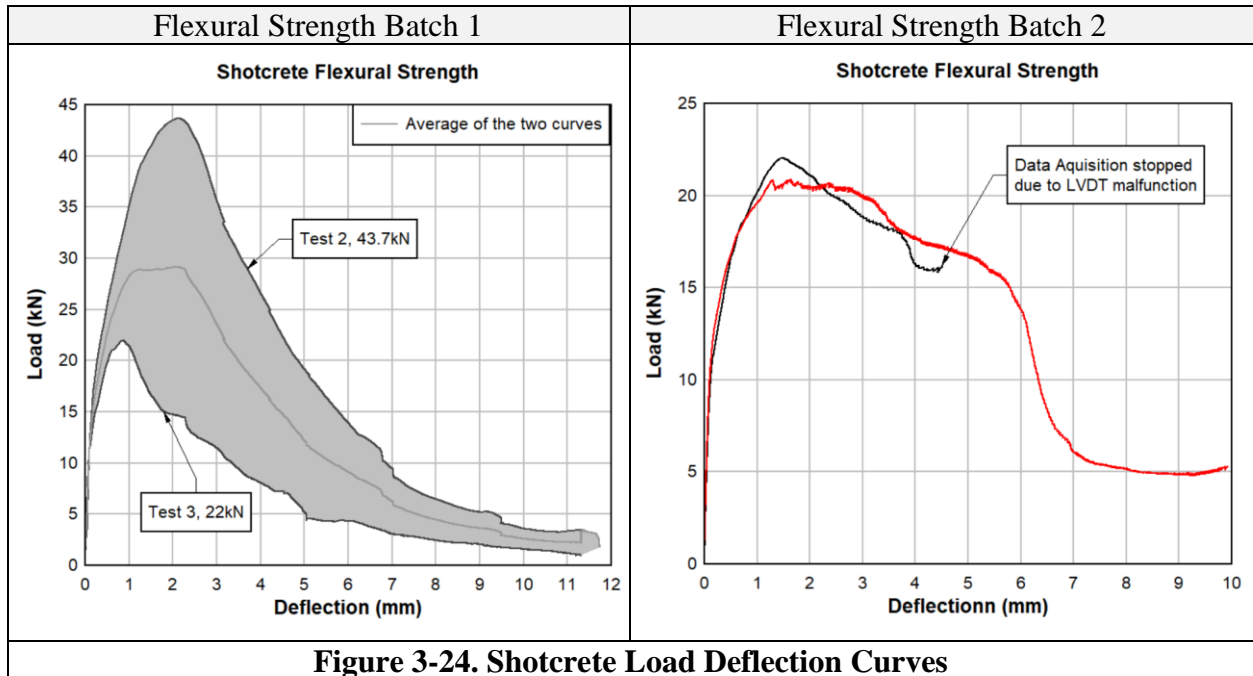 Flexural Strength Batch 1
Flexural Strength Batch 2
Shotcrete Flexural Strength
45
40
35
30
25
20
15
10
5
0
Load (kN)
Average of the two curves
Test 2, 43.7kN
Test 3, 22kN
0 1 2 3 4 5 6 7 8 9 10 11 12
Deflection (mm)
Shotcrete Flexural Strength
25
20
15
10
5
0
Load (kN)
Data Aquisition stopped
due to LVDT malfunction
0 1 2 3 4 5 6 7 8 9 10
Deflectionn (mm)
Figure 3-24. Shotcrete Load Deflection Curves